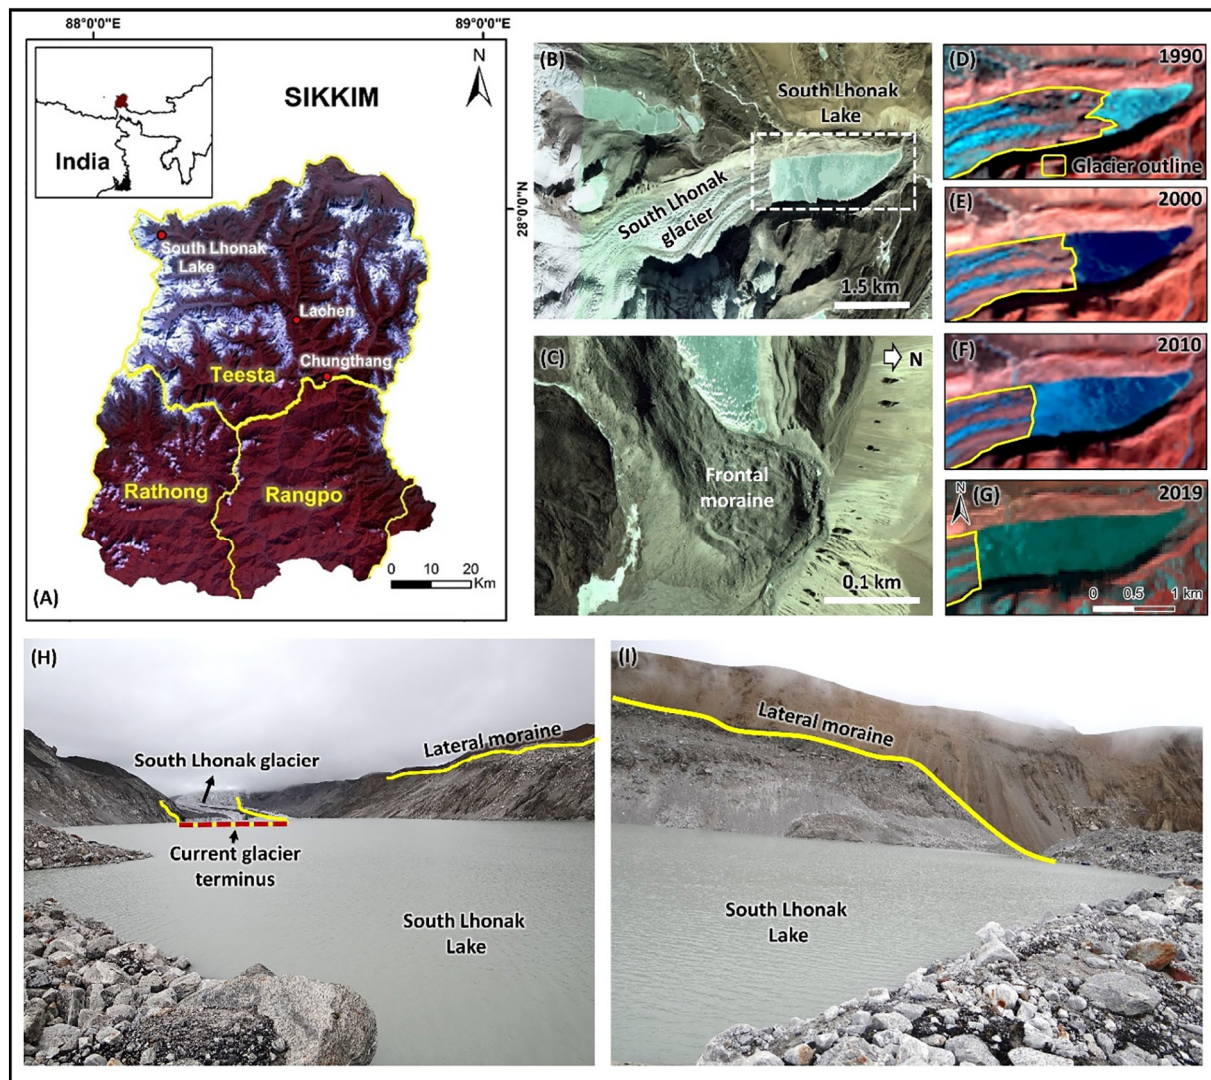 88°0'0"E
89°0'0"E
N
SIKKIM
India
28°0'0"N
South Lhonak
Lake
Lachen
Chungthang
Teesta
Rathong
Rangpo
0 10 20
Km
(A)
(B)
South Lhonak
Lake
South Lhonak
glacier
1.5 km
(C)
N
Frontal
moraine
0.1 km
(D)
1990
Glacier outline
(E)
2000
(F)
2010
N
(G)
2019
0 0.5 1 km
(H)
Lateral moraine
South Lhonak glacier
Current glacier
terminus
South Lhonak
Lake
(I)
Lateral moraine
South Lhonak
Lake